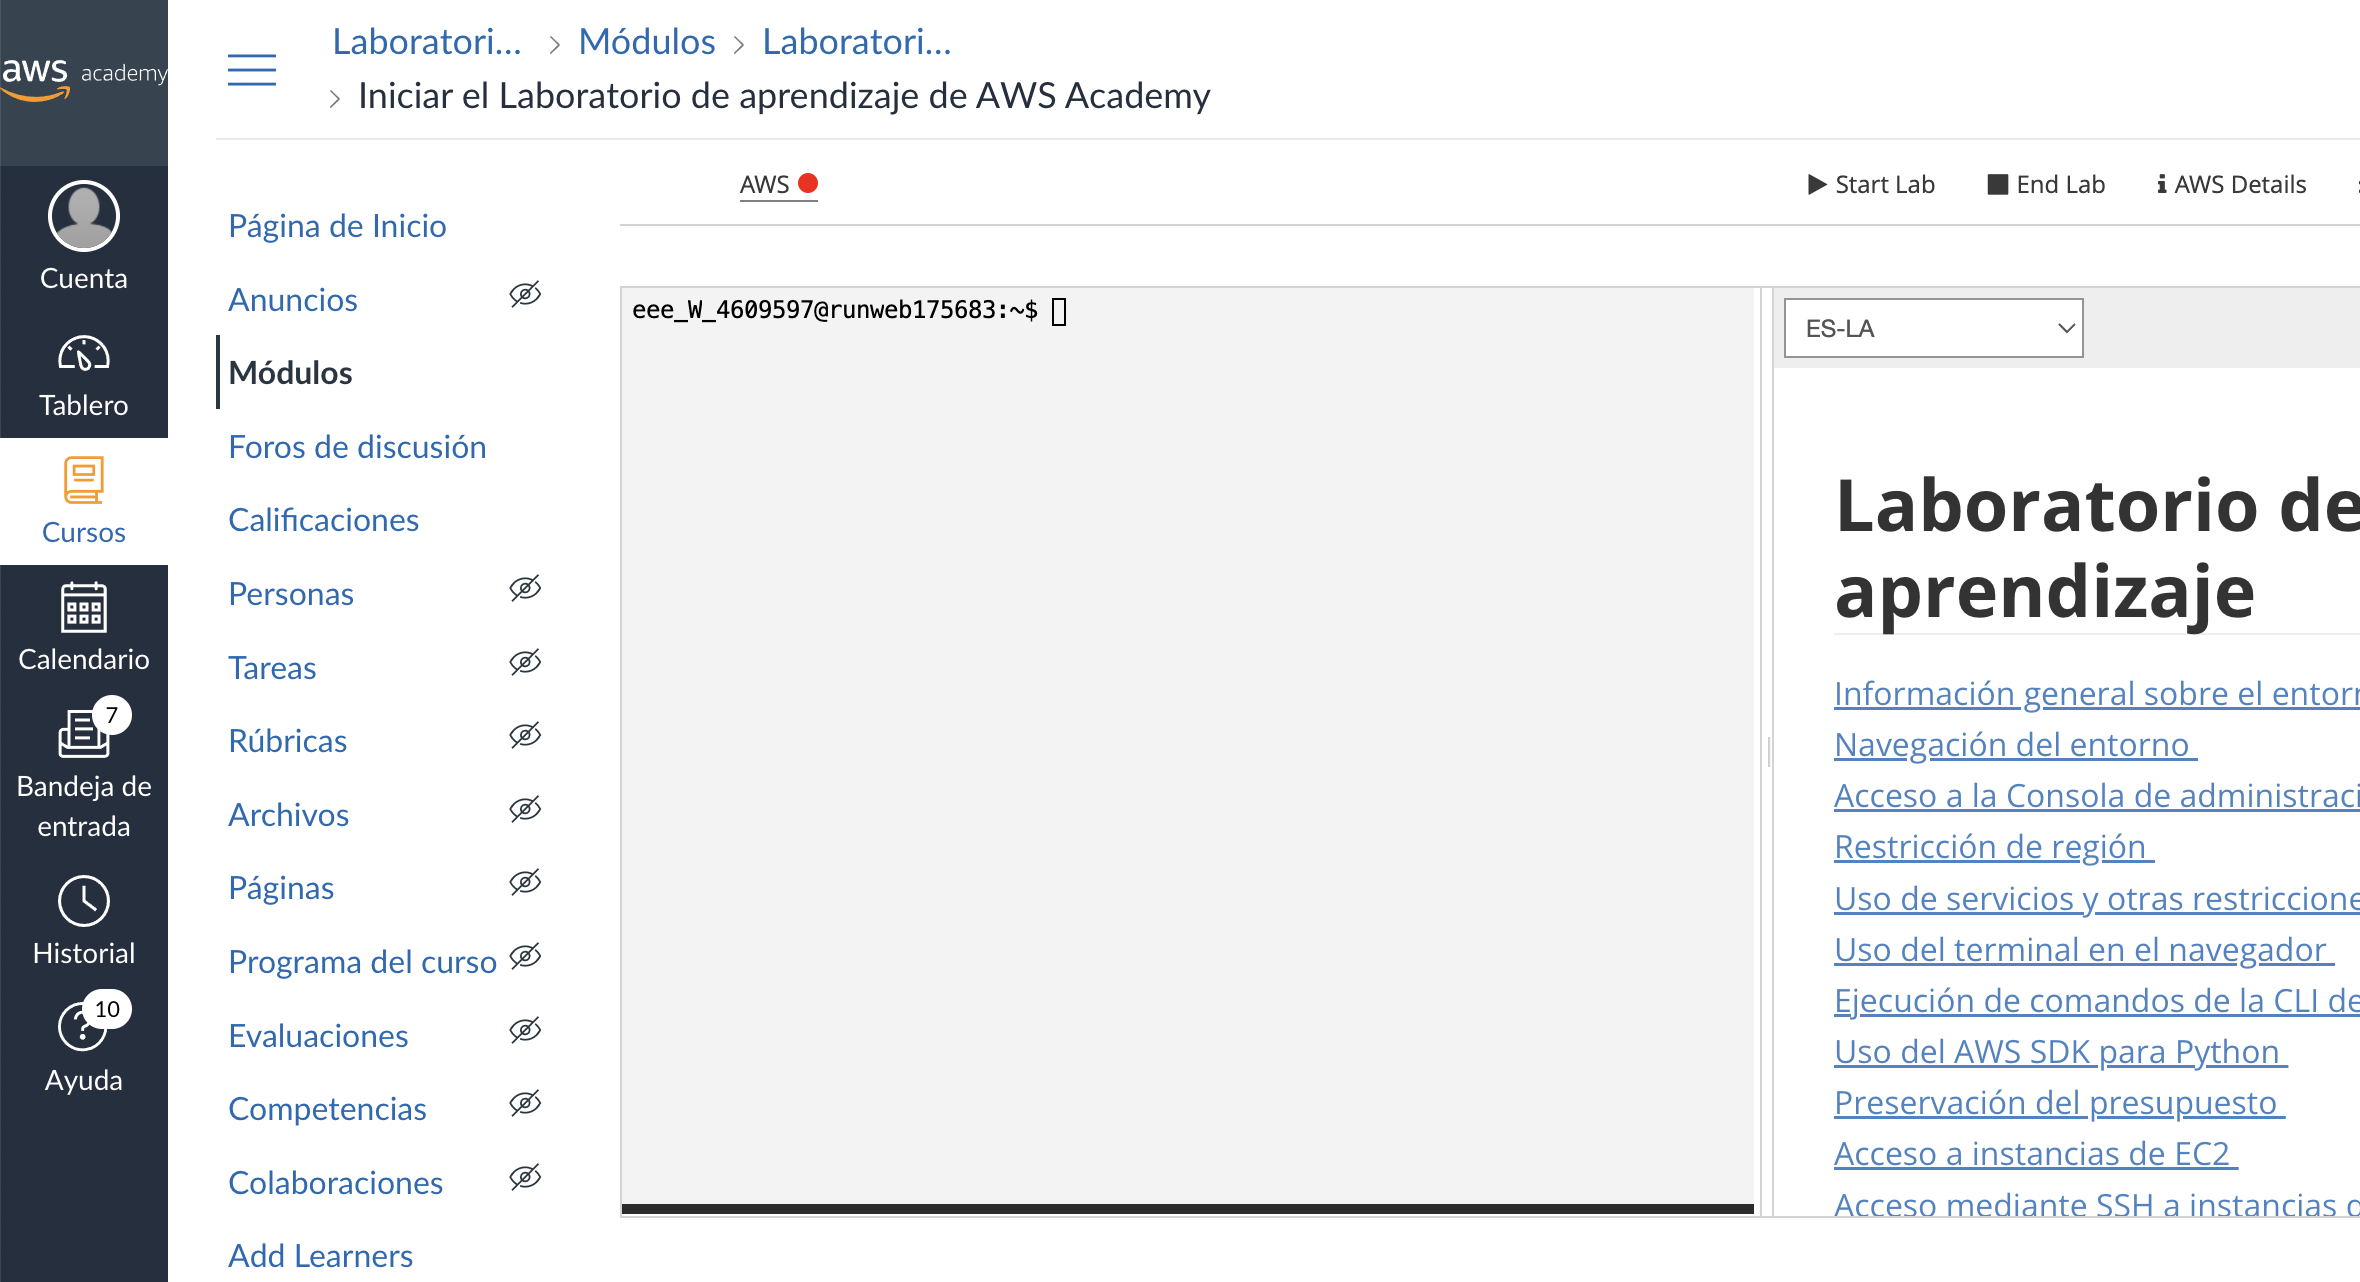 aws academy
Cuenta
Tablero
Cursos
Calendario
7
Bandeja de
entrada
Historial
10
Ayuda
Laboratori... > Módulos > Laboratori...
> Iniciar el Laboratorio de aprendizaje de AWS Academy
Página de Inicio
Anuncios
Módulos
Foros de discusión
Calificaciones
Personas
Tareas
Rúbricas
Archivos
Páginas
Programa del curso
Evaluaciones
Competencias
Colaboraciones
Add Learners
AWS
Start Lab
End Lab
AWS Details
eee_W_4609597@runweb175683:~$
ES-LA
Laboratorio de
aprendizaje
Información general sobre el
Navegación del entorno
Acceso a la Consola de
Restricción de región
Uso de servicios y otras
Uso del terminal en el navegador
Ejecución de comandos de la CLI de
Uso del AWS SDK para Python
Preservación del presupuesto
Acceso a instancias de EC2
Acceso mediante SSH a instancias